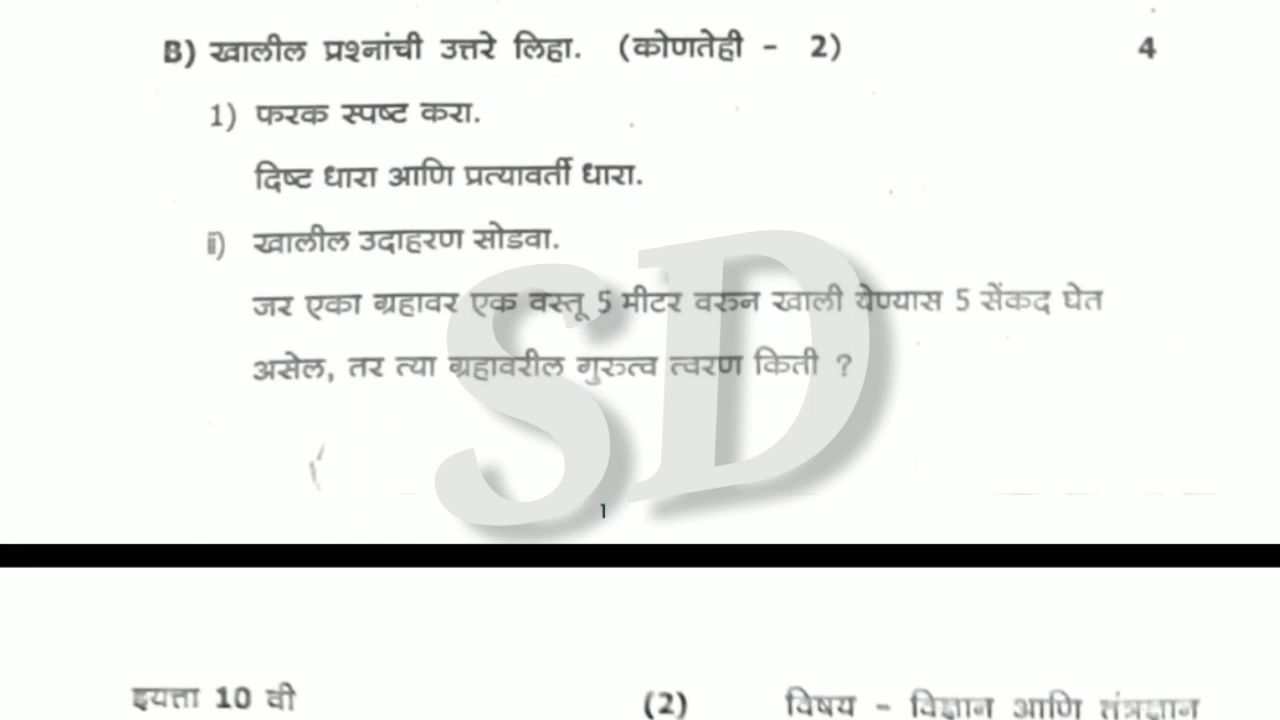 B) खालील प्रश्नांची उत्तरे लिहा. (कोणतेही - 2) 4
1) फरक स्पष्ट करा.
दिष्ट धारा आणि प्रत्यावर्ती धारा.
ii) खालील उदाहरण सोडवा.
जर एका ग्रहावर एक वस्तू 5 मीटर वरुन खाली येण्यास 5 सेंकद घेत
असेल, तर त्या ग्रहावरील गुरुत्व त्वरण किती ?
SD
1
इयत्ता 10 वी (2) विषय - विज्ञान आणि तंत्रज्ञान